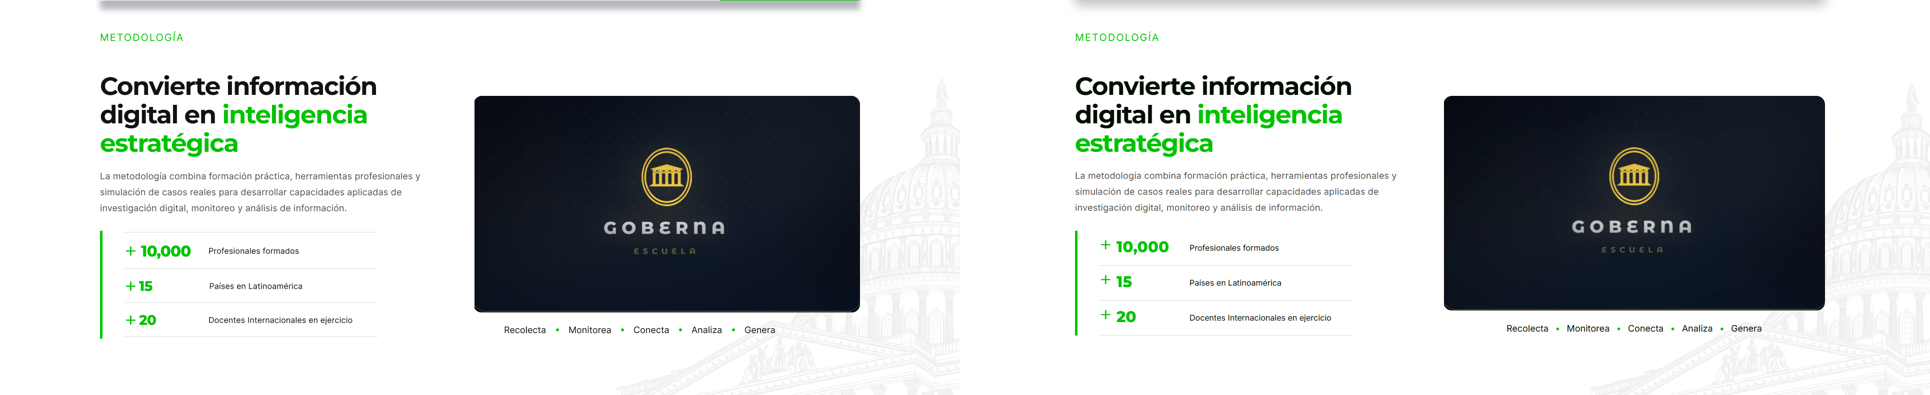 METODOLOGÍA
Convierte información
digital en inteligencia
estratégica
La metodología combina formación práctica, herramientas profesionales y
simulación de casos reales para desarrollar capacidades aplicadas de
investigación digital, monitoreo y análisis de información.
+ 10,000 Profesionales formados
+ 15 Países en Latinoamérica
+ 20 Docentes Internacionales en ejercicio
GOBERNA
ESCUELA
Recolecta • Monitorea • Conecta • Analiza • Genera
METODOLOGÍA
Convierte información
digital en inteligencia
estratégica
La metodología combina formación práctica, herramientas profesionales y
simulación de casos reales para desarrollar capacidades aplicadas de
investigación digital, monitoreo y análisis de información.
+ 10,000 Profesionales formados
+ 15 Países en Latinoamérica
+ 20 Docentes Internacionales en ejercicio
GOBERNA
ESCUELA
Recolecta • Monitorea • Conecta • Analiza • Genera